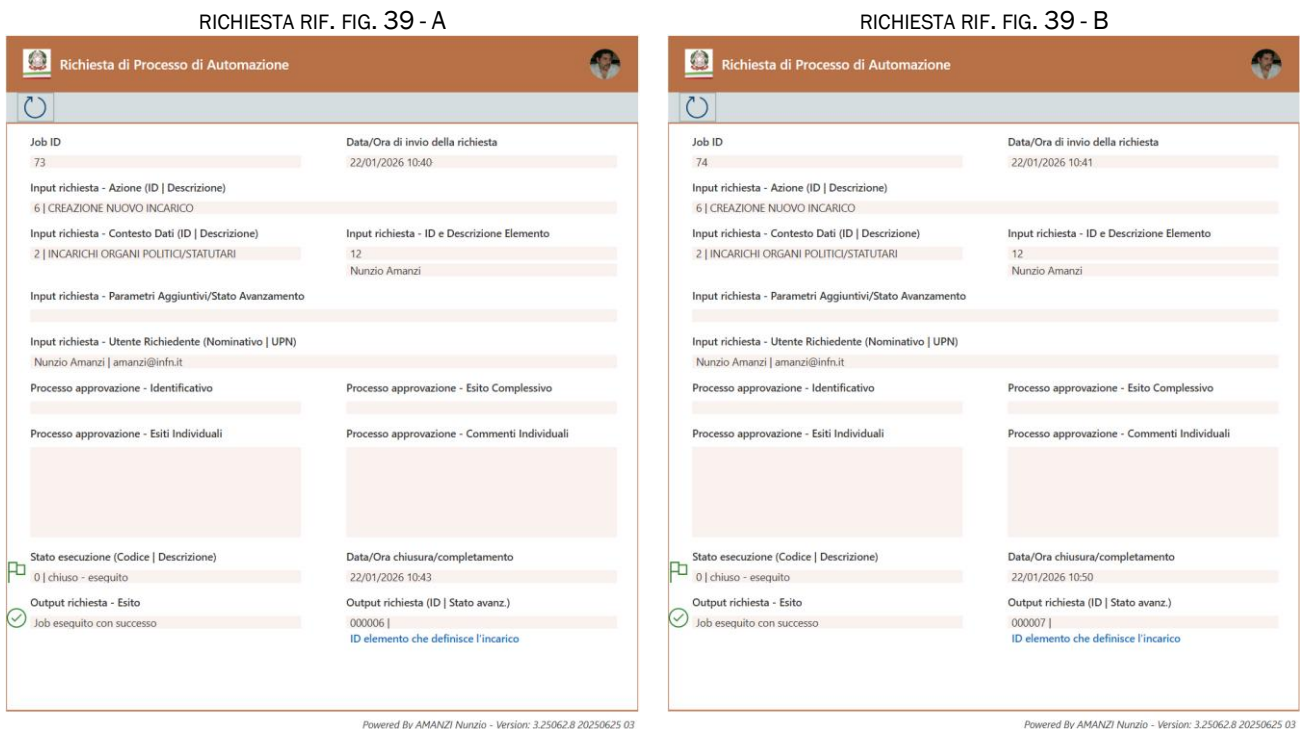 RICHIESTA RIF. FIG. 39 - A
Richiesta di Processo di Automazione
Job ID
Data/Ora di invio della richiesta
73
22/01/2026 10:40
Input richiesta - Azione (ID | Descrizione)
6 | CREAZIONE NUOVO INCARICO
Input richiesta - Contesto Dati (ID | Descrizione)
Input richiesta - ID e Descrizione Elemento
2 | INCARICHI ORGANI POLITICI/STATUTARI
12
Nunzio Amanzi
Input richiesta - Parametri Aggiuntivi/Stato Avanzamento
Input richiesta - Utente Richiedente (Nominativo | UPN)
Nunzio Amanzi | amanzi@infn.it
Processo approvazione - Identificativo
Processo approvazione - Esito Complessivo
Processo approvazione - Esiti Individuali
Processo approvazione - Commenti Individuali
Stato esecuzione (Codice | Descrizione)
Data/Ora chiusura/completamento
0 | chiuso - eseguito
22/01/2026 10:43
Output richiesta - Esito
Output richiesta (ID | Stato avanz.)
Job eseguito con successo
000006 |
ID elemento che definisce l'incarico
Powered By AMANZI Nunzio - Version: 3.25062.8 20250625 03
RICHIESTA RIF. FIG. 39 - B
Richiesta di Processo di Automazione
Job ID
Data/Ora di invio della richiesta
74
22/01/2026 10:41
Input richiesta - Azione (ID | Descrizione)
6 | CREAZIONE NUOVO INCARICO
Input richiesta - Contesto Dati (ID | Descrizione)
Input richiesta - ID e Descrizione Elemento
2 | INCARICHI ORGANI POLITICI/STATUTARI
12
Nunzio Amanzi
Input richiesta - Parametri Aggiuntivi/Stato Avanzamento
Input richiesta - Utente Richiedente (Nominativo | UPN)
Nunzio Amanzi | amanzi@infn.it
Processo approvazione - Identificativo
Processo approvazione - Esito Complessivo
Processo approvazione - Esiti Individuali
Processo approvazione - Commenti Individuali
Stato esecuzione (Codice | Descrizione)
Data/Ora chiusura/completamento
0 | chiuso - eseguito
22/01/2026 10:50
Output richiesta - Esito
Output richiesta (ID | Stato avanz.)
Job eseguito con successo
000007 |
ID elemento che definisce l'incarico
Powered By AMANZI Nunzio - Version: 3.25062.8 20250625 03